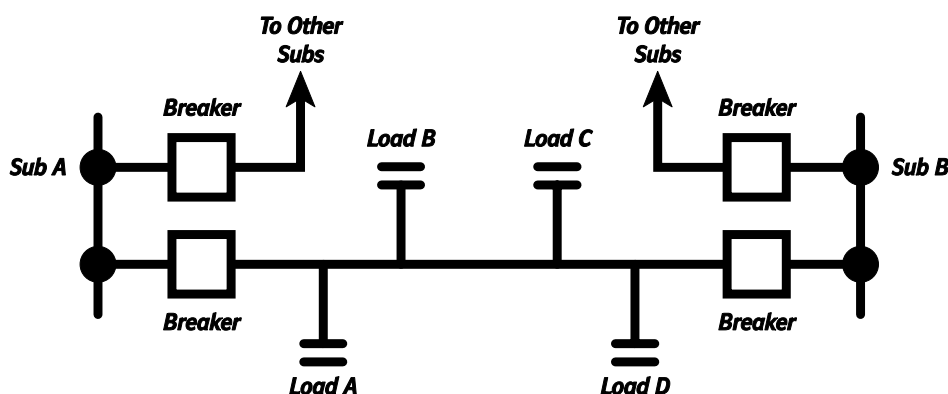 To Other
Subs
To Other
Subs
Breaker
Breaker
Load B
Load C
Sub A
Sub B
Breaker
Breaker
Load A
Load D